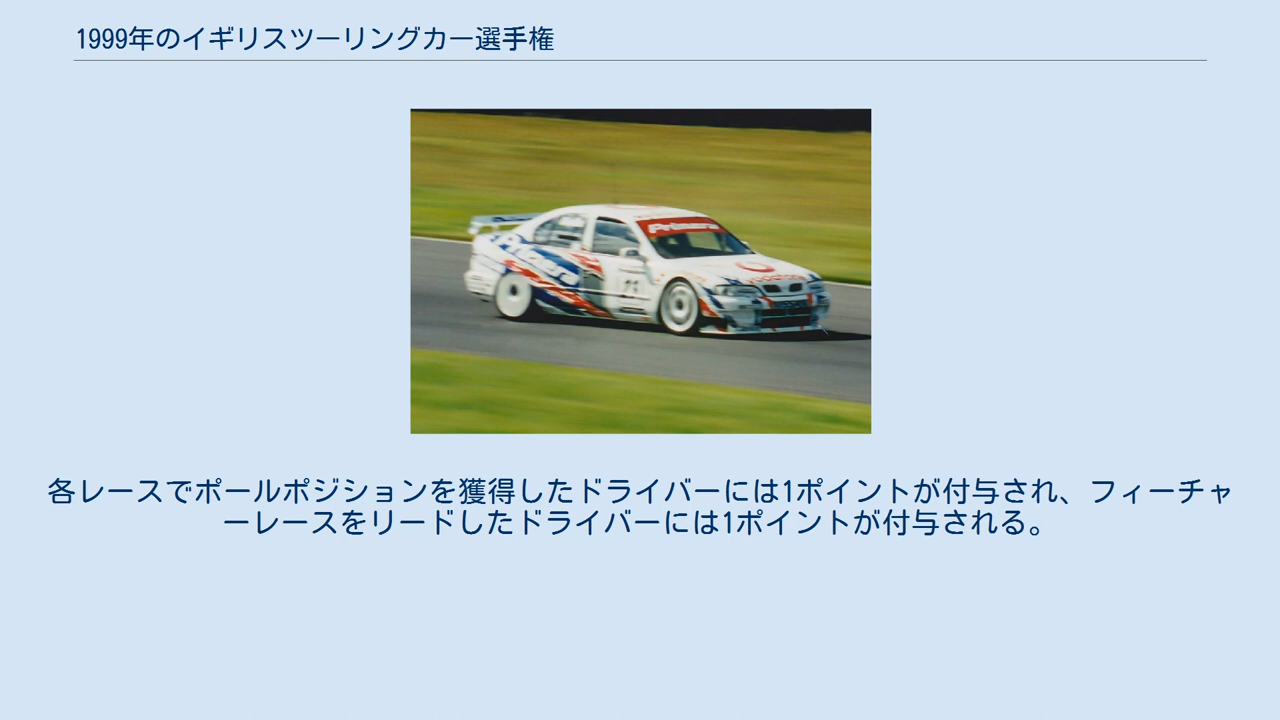 1999年のイギリスツーリングカー選手権
Primera
Primera
23
vodafone
各レースでポールポジションを獲得したドライバーには1ポイントが付与され、フィーチャ
ーレースをリードしたドライバーには1ポイントが付与される。